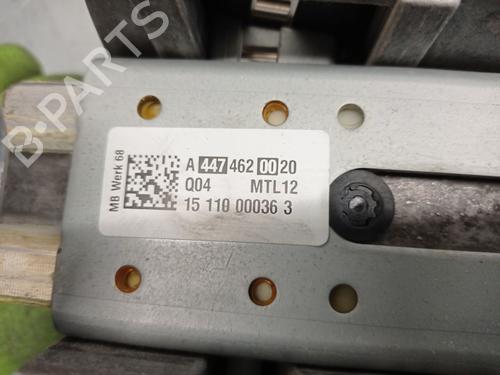 B-PARTS
MB Werk 68
A 447 462 00 20
Q04 MTL12
15 110 00036 3